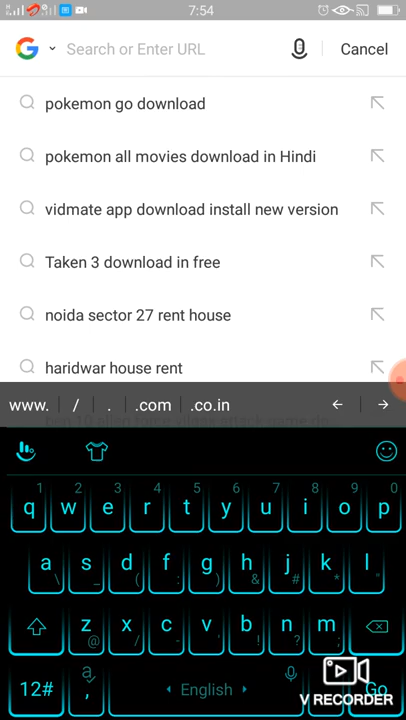 7:54
Search or Enter URL
Cancel
pokemon go download
pokemon all movies download in Hindi
vidmate app download install new version
Taken 3 download in free
noida sector 27 rent house
haridwar house rent
www. / . .com .co.in
1 2 3 4 5 6 7 8 9 0
q w e r t y u i o p
a s d f g h j k l
\ _ ( : ) & # * "
z x c v b n m
@ / - ' ! ? ;
12# a , English Go
V RECORDER